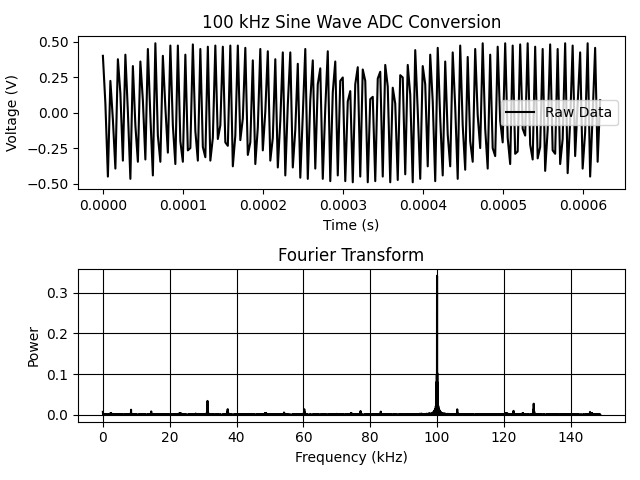 100 kHz Sine Wave ADC Conversion
0.50
0.25
0.00
−0.25
−0.50
Voltage (V)
Raw Data
0.0000 0.0001 0.0002 0.0003 0.0004 0.0005 0.0006
Time (s)
Fourier Transform
0.3
0.2
0.1
0.0
Power
0 20 40 60 80 100 120 140
Frequency (kHz)